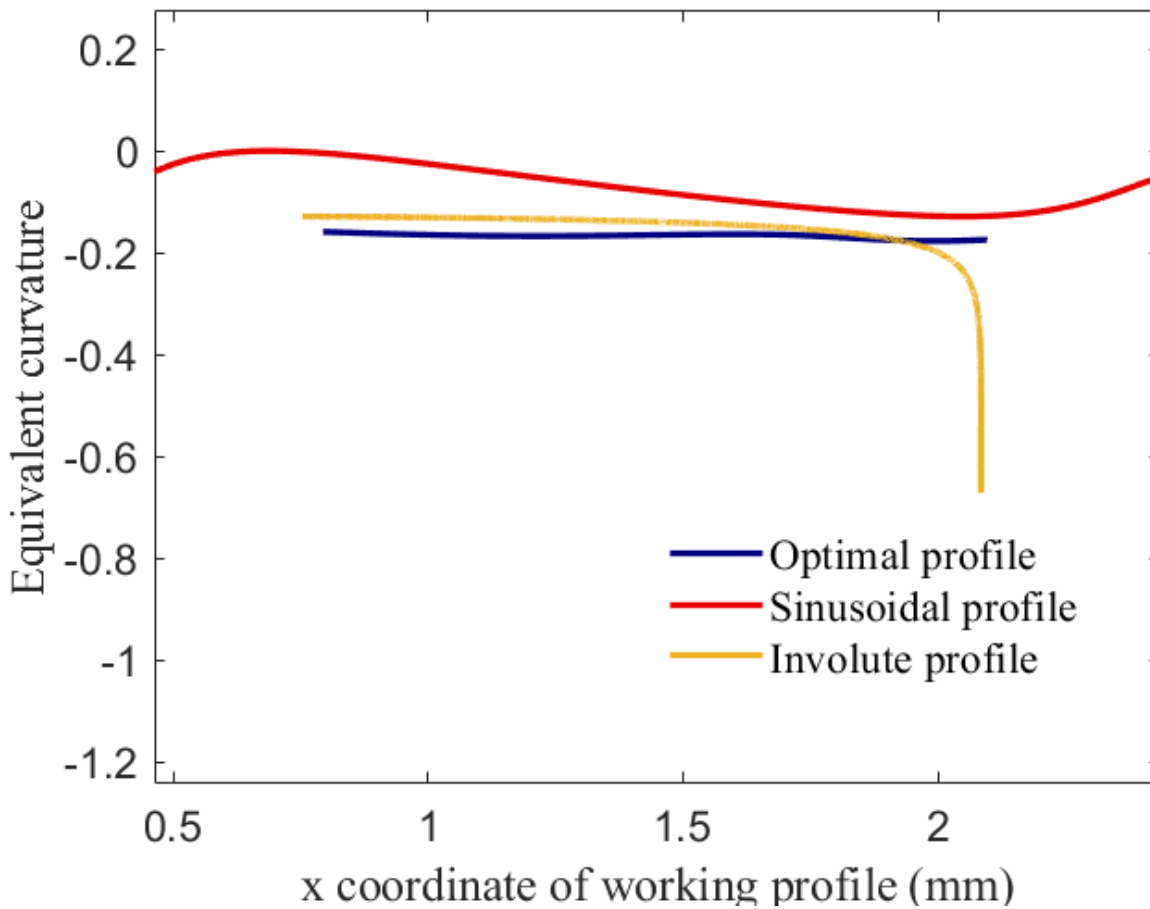 0.2
0
-0.2
-0.4
-0.6
-0.8
-1
-1.2
Equivalent curvature
Optimal profile
Sinusoidal profile
Involute profile
0.5 1 1.5 2
x coordinate of working profile (mm)